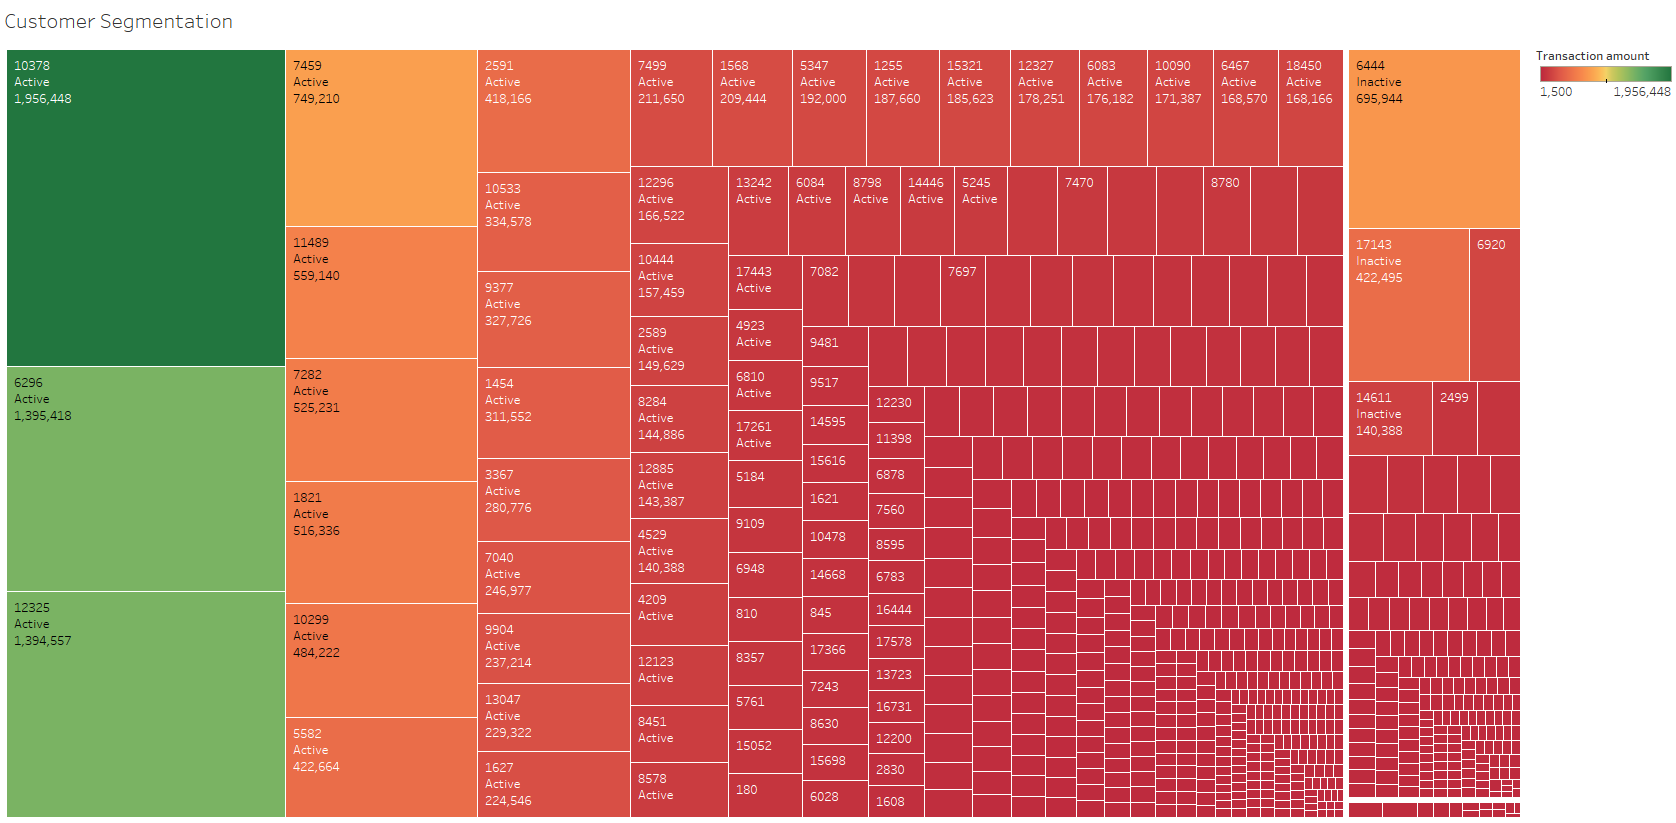 Customer Segmentation
10378
Active
1,956,448
6296
Active
1,395,418
12325
Active
1,394,557
7459
Active
749,210
11489
Active
559,140
7282
Active
525,231
1821
Active
516,336
10299
Active
484,222
5582
Active
422,664
2591
Active
418,166
10533
Active
334,578
9377
Active
327,726
1454
Active
311,552
3367
Active
280,776
7040
Active
246,977
9904
Active
237,214
13047
Active
229,322
1627
Active
224,546
7499
Active
211,650
1568
Active
209,444
5347
Active
192,000
1255
Active
187,660
15321
Active
185,623
12327
Active
178,251
6083
Active
176,182
10090
Active
171,387
6467
Active
168,570
18450
Active
168,166
12296
Active
166,522
10444
Active
157,459
2589
Active
149,629
8284
Active
144,886
12885
Active
143,387
4529
Active
140,388
4209
Active
12123
Active
8451
Active
8578
Active
13242
Active
6084
Active
8798
Active
14446
Active
5245
Active
7470
8780
17443
Active
4923
Active
6810
Active
17261
Active
5184
9109
6948
810
8357
5761
15052
180
7082
7697
9481
9517
14595
15616
1621
10478
14668
845
17366
7243
8630
15698
6028
12230
11398
6878
7560
8595
6783
16444
17578
13723
16731
12200
2830
1608
6444
Inactive
695,944
17143
Inactive
422,495
6920
14611
Inactive
140,388
2499
Transaction amount
1,500 1,956,448